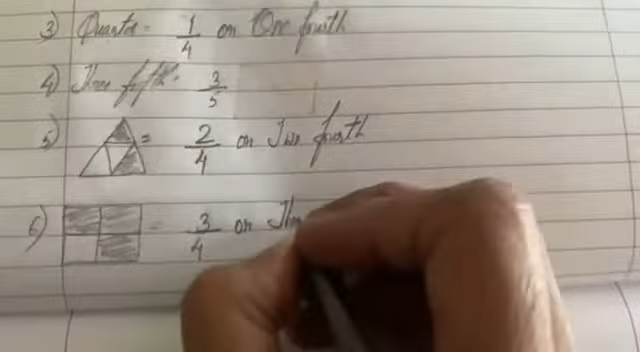 3) Quarter = 1/4 or One fourth
4) Three fifth = 3/5
5) = 2/4 or Two fourth
6) = 3/4 or Three